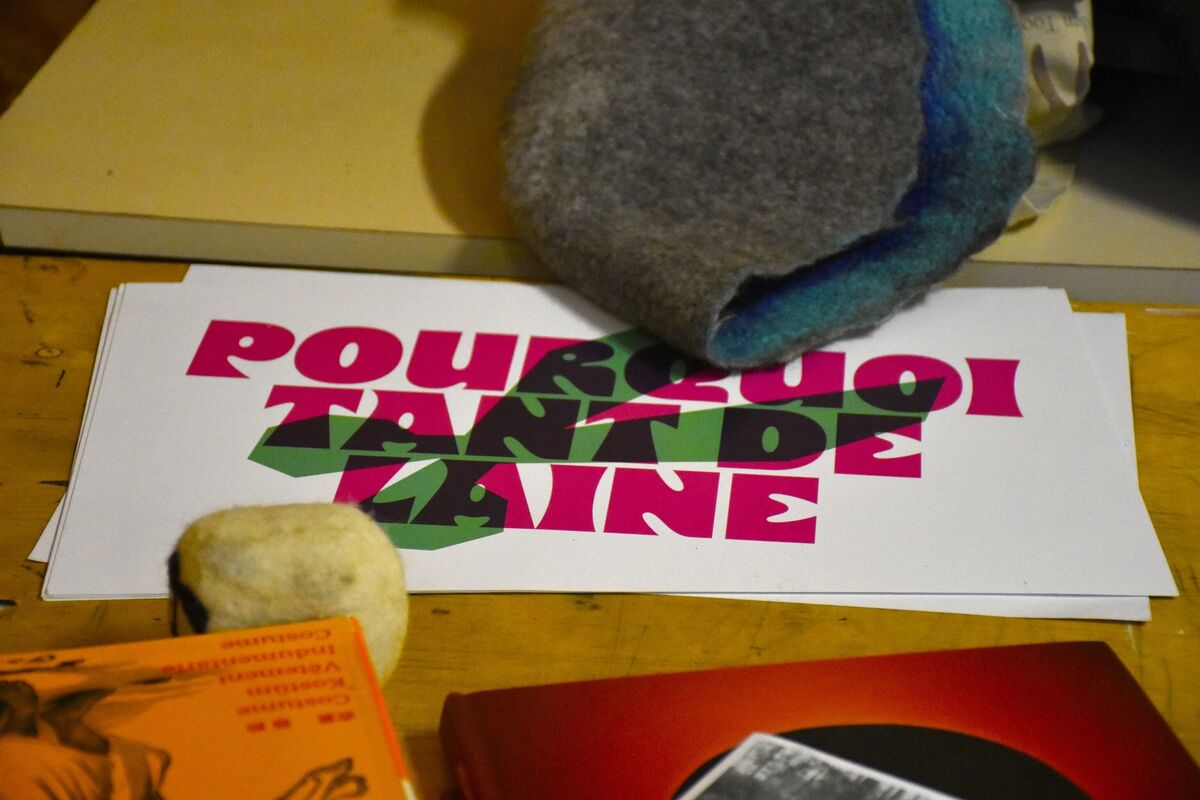 POURQUOI
TANT DE
LAINE
Costume
Indumentaria
Vêtement
Kostüm
Costume